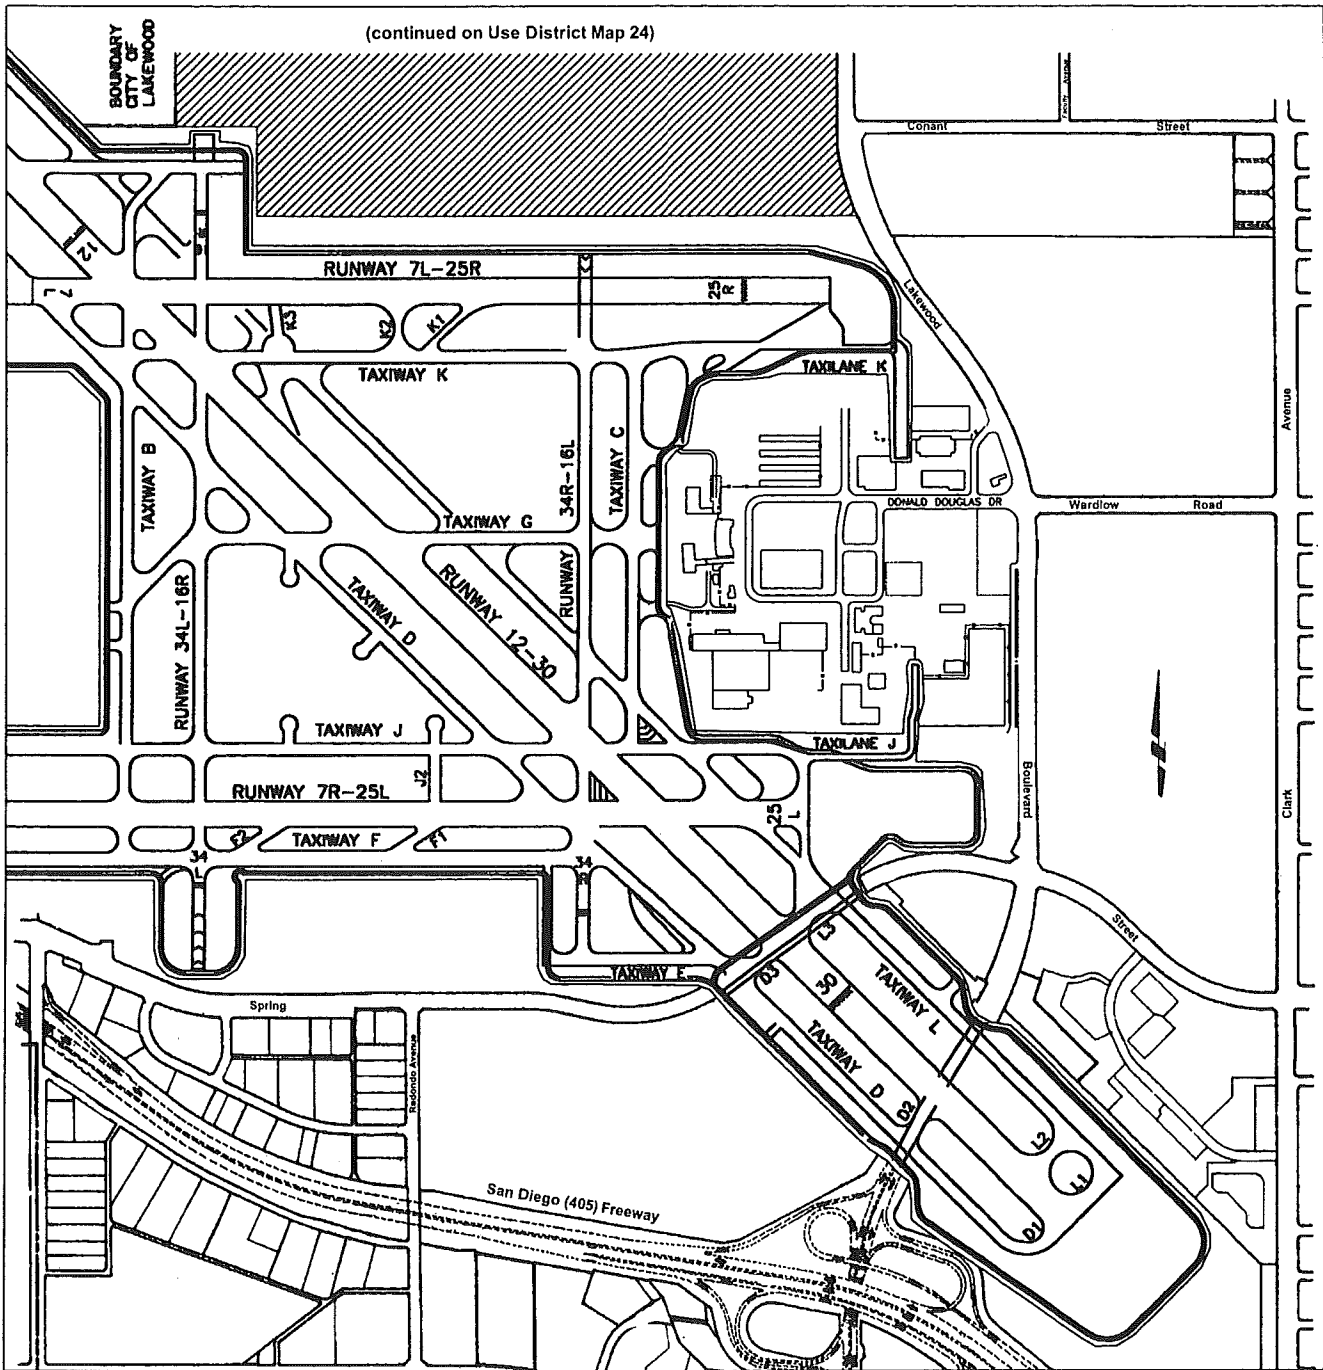 (continued on Use District Map 24)
BOUNDARY
CITY OF
LAKEWOOD
Conant
Street
12
7
L
RUNWAY 7L-25R
25
R
Lakewood
K3
K2
K1
TAXIWAY K
TAXILANE K
Avenue
TAXIWAY B
34R-16L
TAXIWAY C
TAXIWAY G
RUNWAY
DONALD DOUGLAS DR
Wardlow
Road
RUNWAY 34L-16R
TAXIWAY D
RUNWAY 12-30
TAXIWAY J
TAXILANE J
J2
RUNWAY 7R-25L
25
L
Boulevard
Clark
F2
TAXIWAY F
F1
34
L
34
R
Street
L3
TAXIWAY E
D3
30
TAXIWAY L
Spring
Redondo Avenue
TAXIWAY D
D2
L2
L1
D1
San Diego (405) Freeway